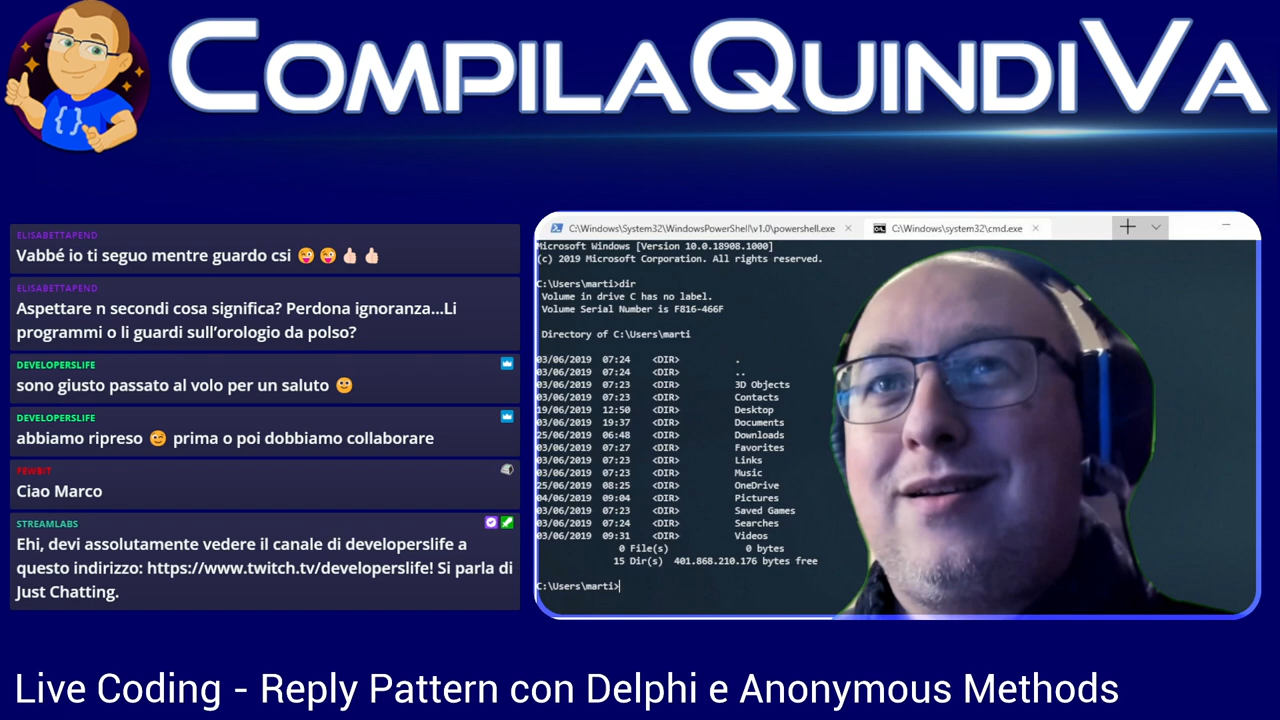 COMPILAQUINDIVA
{ }
ELISABETTAPEND
Vabbé io ti seguo mentre guardo csi 😜😜👍🏻👍🏻
ELISABETTAPEND
Aspettare n secondi cosa significa? Perdona ignoranza...Li
programmi o li guardi sull'orologio da polso?
DEVELOPERSLIFE
sono giusto passato al volo per un saluto 🙂
DEVELOPERSLIFE
abbiamo ripreso 😉 prima o poi dobbiamo collaborare
FEWBIT
Ciao Marco
STREAMLABS
Ehi, devi assolutamente vedere il canale di developerslife a
questo indirizzo: https://www.twitch.tv/developerslife! Si parla di
Just Chatting.
C:\Windows\System32\WindowsPowerShell\v1.0\powershell.exe × C:\Windows\system32\cmd.exe ×
Microsoft Windows [Version 10.0.18908.1000]
(c) 2019 Microsoft Corporation. All rights reserved.
C:\Users\marti>dir
Volume in drive C has no label.
Volume Serial Number is F816-466F
Directory of C:\Users\marti
03/06/2019 07:24 <DIR> .
03/06/2019 07:24 <DIR> ..
03/06/2019 07:23 <DIR> 3D Objects
03/06/2019 07:23 <DIR> Contacts
19/06/2019 12:50 <DIR> Desktop
03/06/2019 19:37 <DIR> Documents
25/06/2019 06:48 <DIR> Downloads
03/06/2019 07:27 <DIR> Favorites
03/06/2019 07:23 <DIR> Links
03/06/2019 07:23 <DIR> Music
25/06/2019 08:25 <DIR> OneDrive
04/06/2019 09:04 <DIR> Pictures
03/06/2019 07:23 <DIR> Saved Games
03/06/2019 07:24 <DIR> Searches
03/06/2019 09:31 <DIR> Videos
0 File(s) 0 bytes
15 Dir(s) 401.868.210.176 bytes free
C:\Users\marti>
Live Coding - Reply Pattern con Delphi e Anonymous Methods